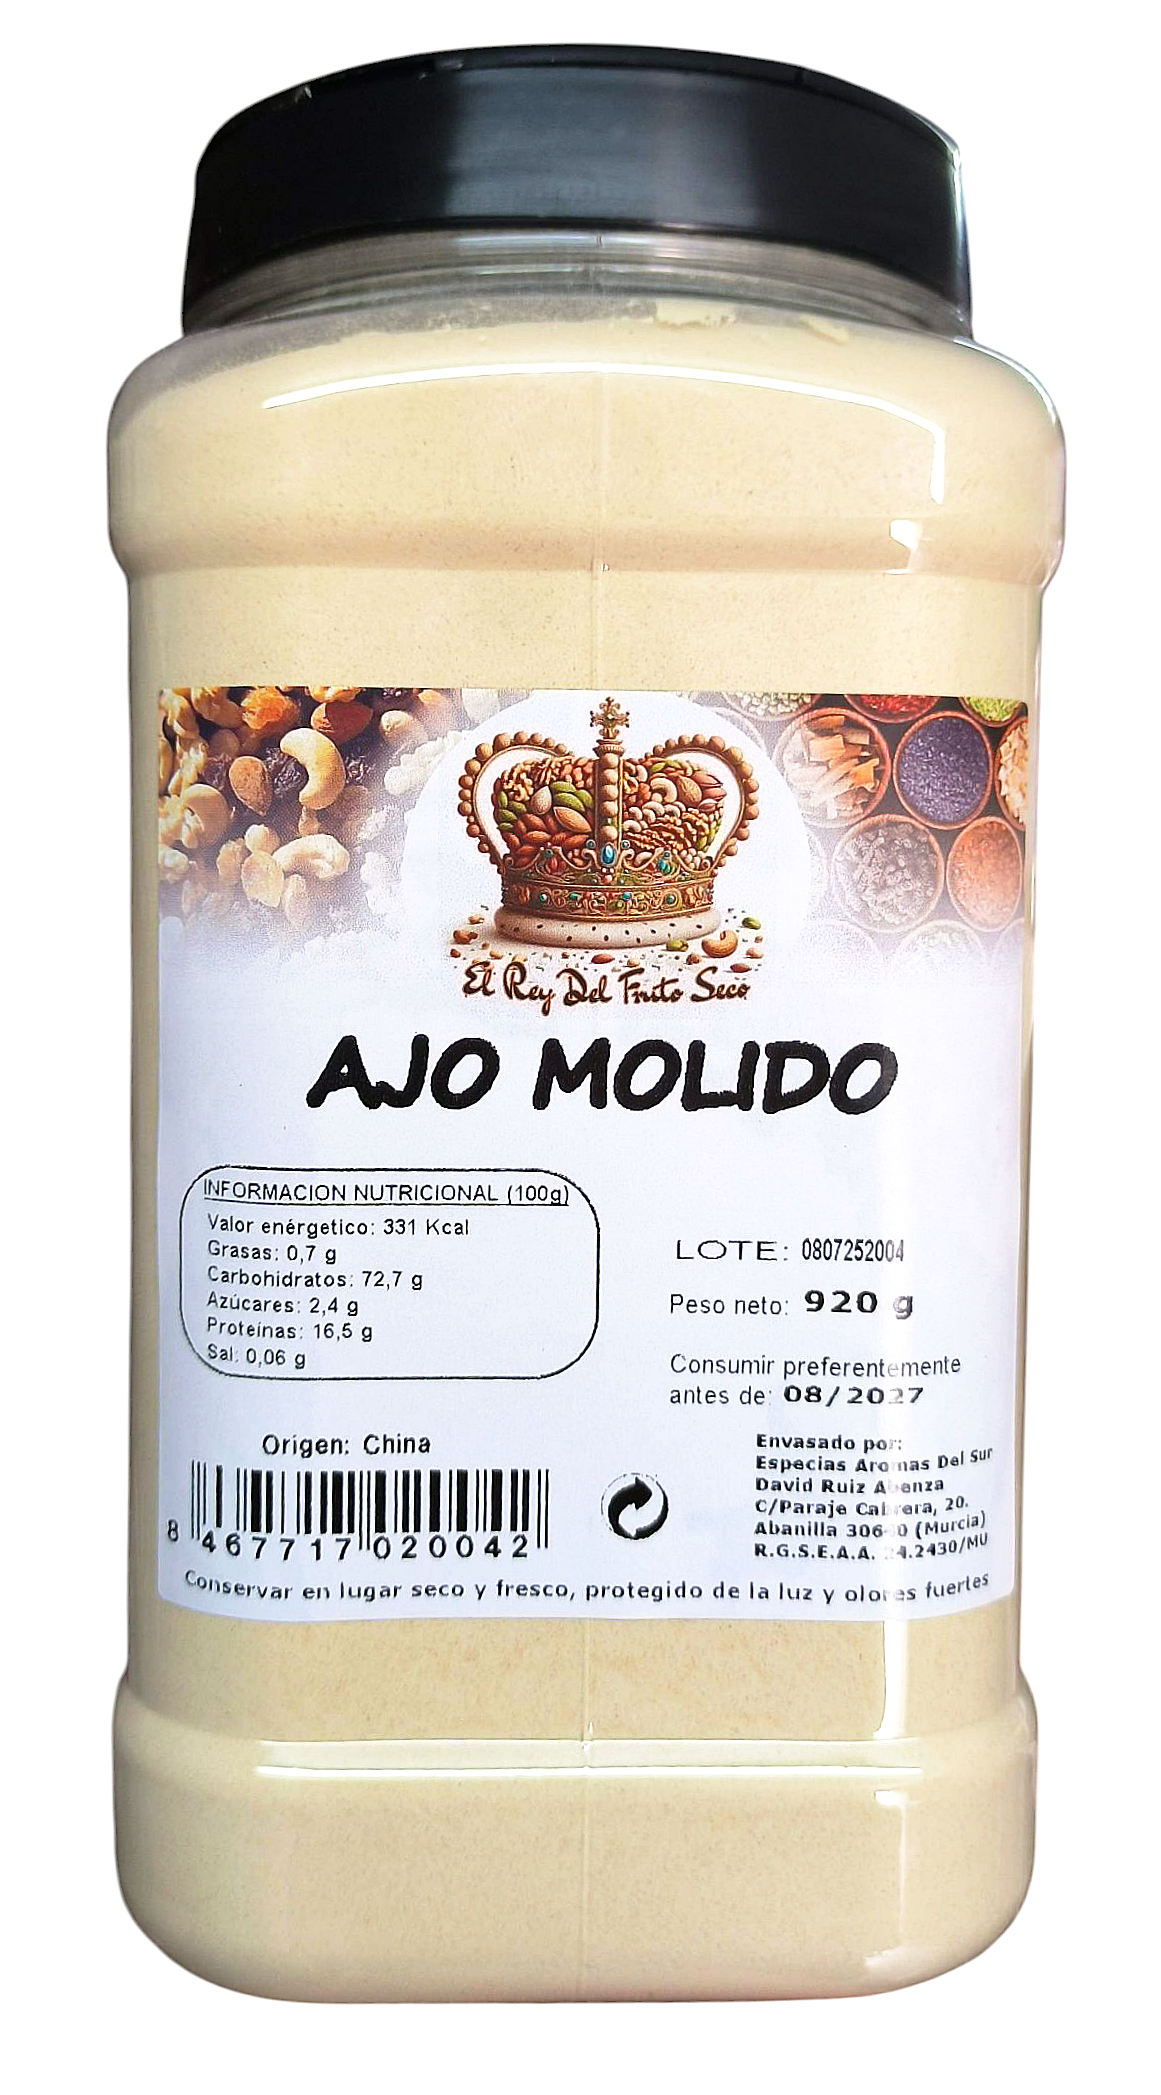 El Rey Del Fruto Seco
AJO MOLIDO
INFORMACION NUTRICIONAL (100g)
Valor enérgetico: 331 Kcal
Grasas: 0,7 g
Carbohidratos: 72,7 g
Azúcares: 2,4 g
Proteínas: 16,5 g
Sal: 0,06 g
LOTE: 0807252004
Peso neto: 920 g
Consumir preferentemente
antes de: 08/2027
Origen: China
8 467717 020042
Envasado por:
Especias Aromas Del Sur
David Ruiz
C/Paraje Cabrera, 20.
Abanilla (Murcia)
R.G.S.E.A.A.
Conservar en lugar seco y fresco, protegido de la luz y olores fuertes